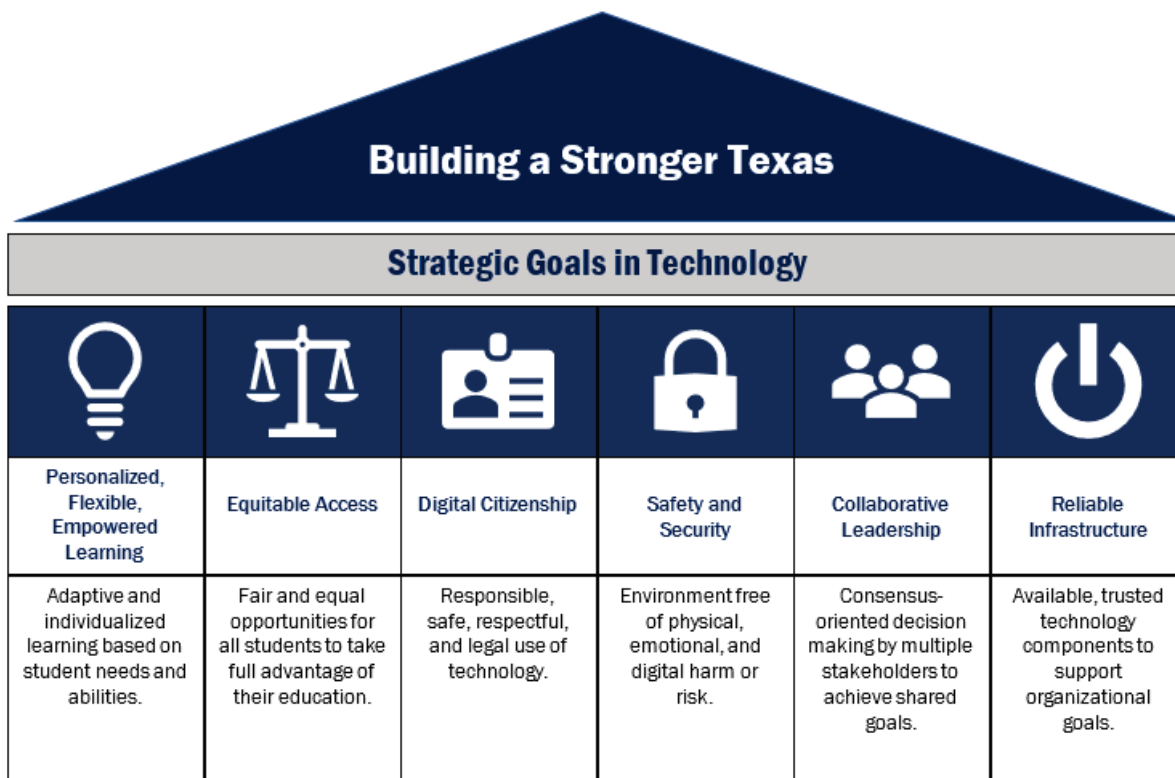 Building a Stronger Texas
Strategic Goals in Technology
Personalized,
Flexible,
Empowered
Learning
Equitable Access
Digital Citizenship
Safety and
Security
Collaborative
Leadership
Reliable
Infrastructure
Adaptive and
individualized
learning based on
student needs and
abilities.
Fair and equal
opportunities for
all students to take
full advantage of
their education.
Responsible,
safe, respectful,
and legal use of
technology.
Environment free
of physical,
emotional, and
digital harm or
risk.
Consensus-
oriented decision
making by multiple
stakeholders to
achieve shared
goals.
Available, trusted
technology
components to
support
organizational
goals.